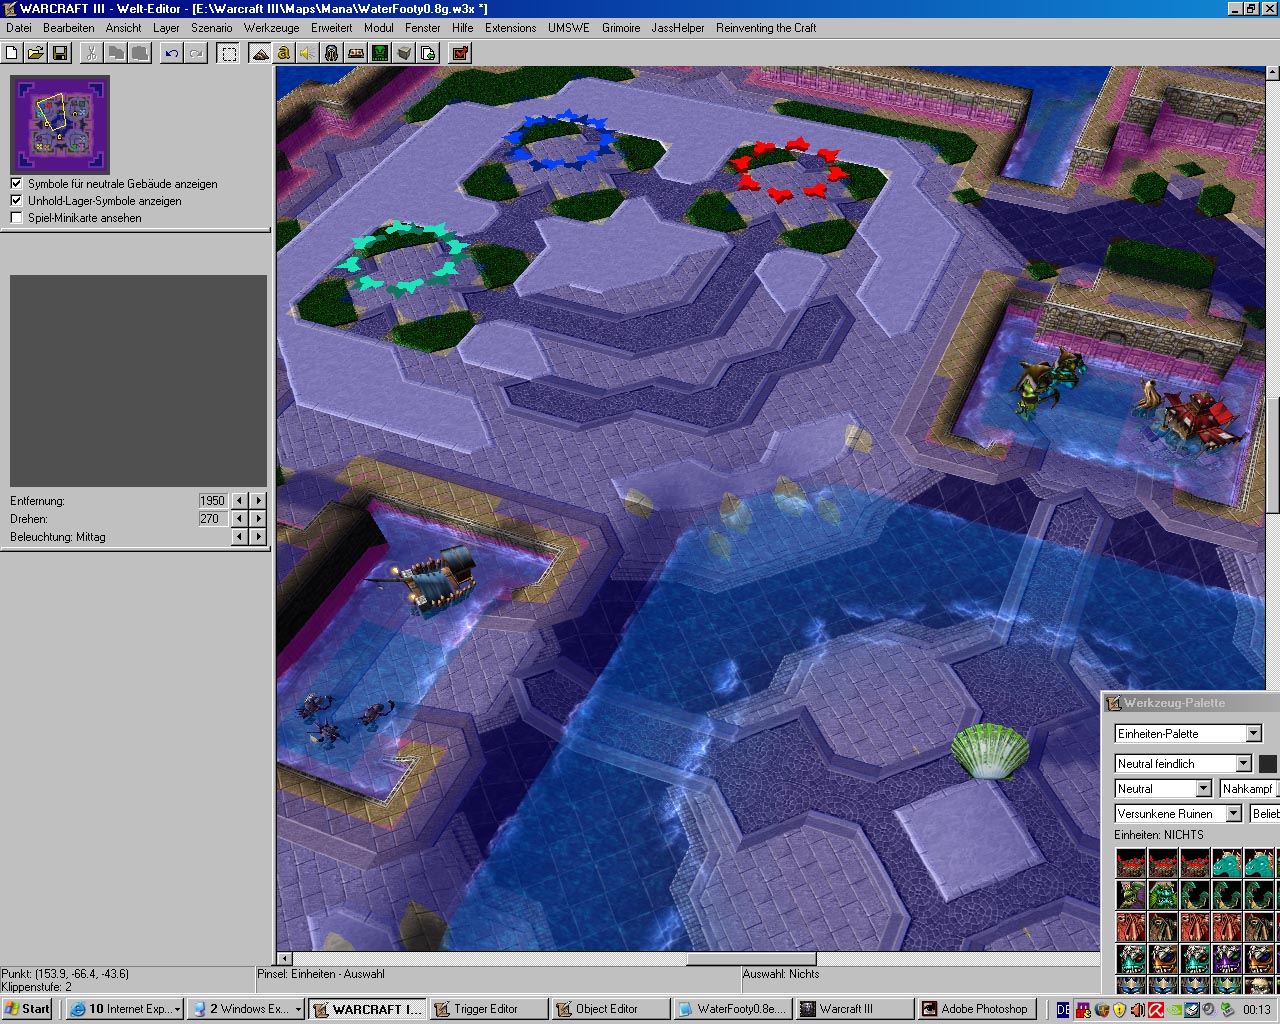 WARCRAFT III - Welt-Editor - [E:\Warcraft III\Maps\Mana\WaterFooty0.8g.w3x *]
Datei Bearbeiten Ansicht Layer Szenario Werkzeuge Erweitert Modul Fenster Hilfe Extensions UMSWE Grimoire JassHelper Reinventing the Craft
Symbole für neutrale Gebäude anzeigen
Unhold-Lager-Symbole anzeigen
Spiel-Minikarte ansehen
Entfernung: 1950
Drehen: 270
Beleuchtung: Mittag
Werkzeug-Palette
Einheiten-Palette
Neutral feindlich
Neutral Nahkampf
Versunkene Ruinen Belieb
Einheiten: NICHTS
Punkt: (153.9, -66.4, -43.6) Pinsel: Einheiten - Auswahl Auswahl: Nichts
Klippenstufe: 2
Start 10 Internet Exp... 2 Windows Ex... WARCRAFT I... Trigger Editor Object Editor WaterFooty0.8e.... Warcraft III Adobe Photoshop DE 00:13